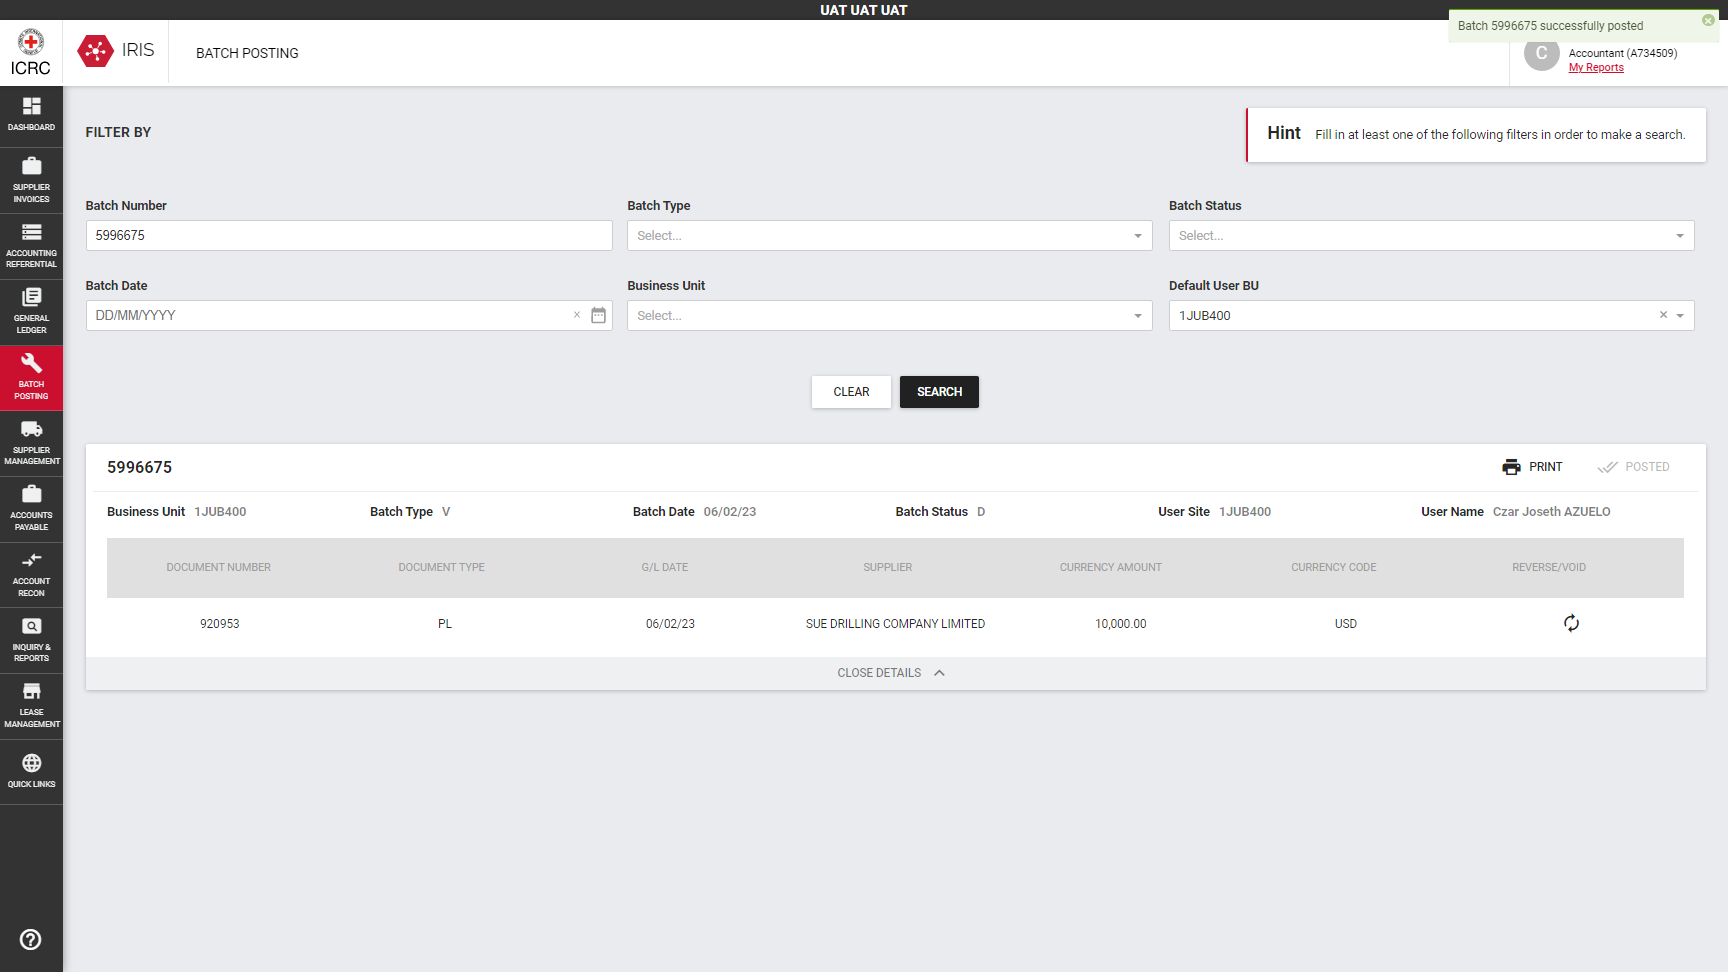 UAT UAT UAT
ICRC
IRIS
BATCH POSTING
Batch 5996675 successfully posted
C
Accountant (A734509)
My Reports
DASHBOARD
SUPPLIER
INVOICES
ACCOUNTING
REFERENTIAL
GENERAL
LEDGER
BATCH
POSTING
SUPPLIER
MANAGEMENT
ACCOUNTS
PAYABLE
ACCOUNT
RECON
INQUIRY &
REPORTS
LEASE
MANAGEMENT
QUICK LINKS
FILTER BY
Hint Fill in at least one of the following filters in order to make a search.
Batch Number Batch Type Batch Status
5996675 Select... Select...
Batch Date Business Unit Default User BU
DD/MM/YYYY Select... 1JUB400
CLEAR SEARCH
5996675 PRINT POSTED
Business Unit 1JUB400 Batch Type V Batch Date 06/02/23 Batch Status D User Site 1JUB400 User Name Czar Joseth AZUELO
DOCUMENT NUMBER DOCUMENT TYPE G/L DATE SUPPLIER CURRENCY AMOUNT CURRENCY CODE REVERSE/VOID
920953 PL 06/02/23 SUE DRILLING COMPANY LIMITED 10,000.00 USD
CLOSE DETAILS